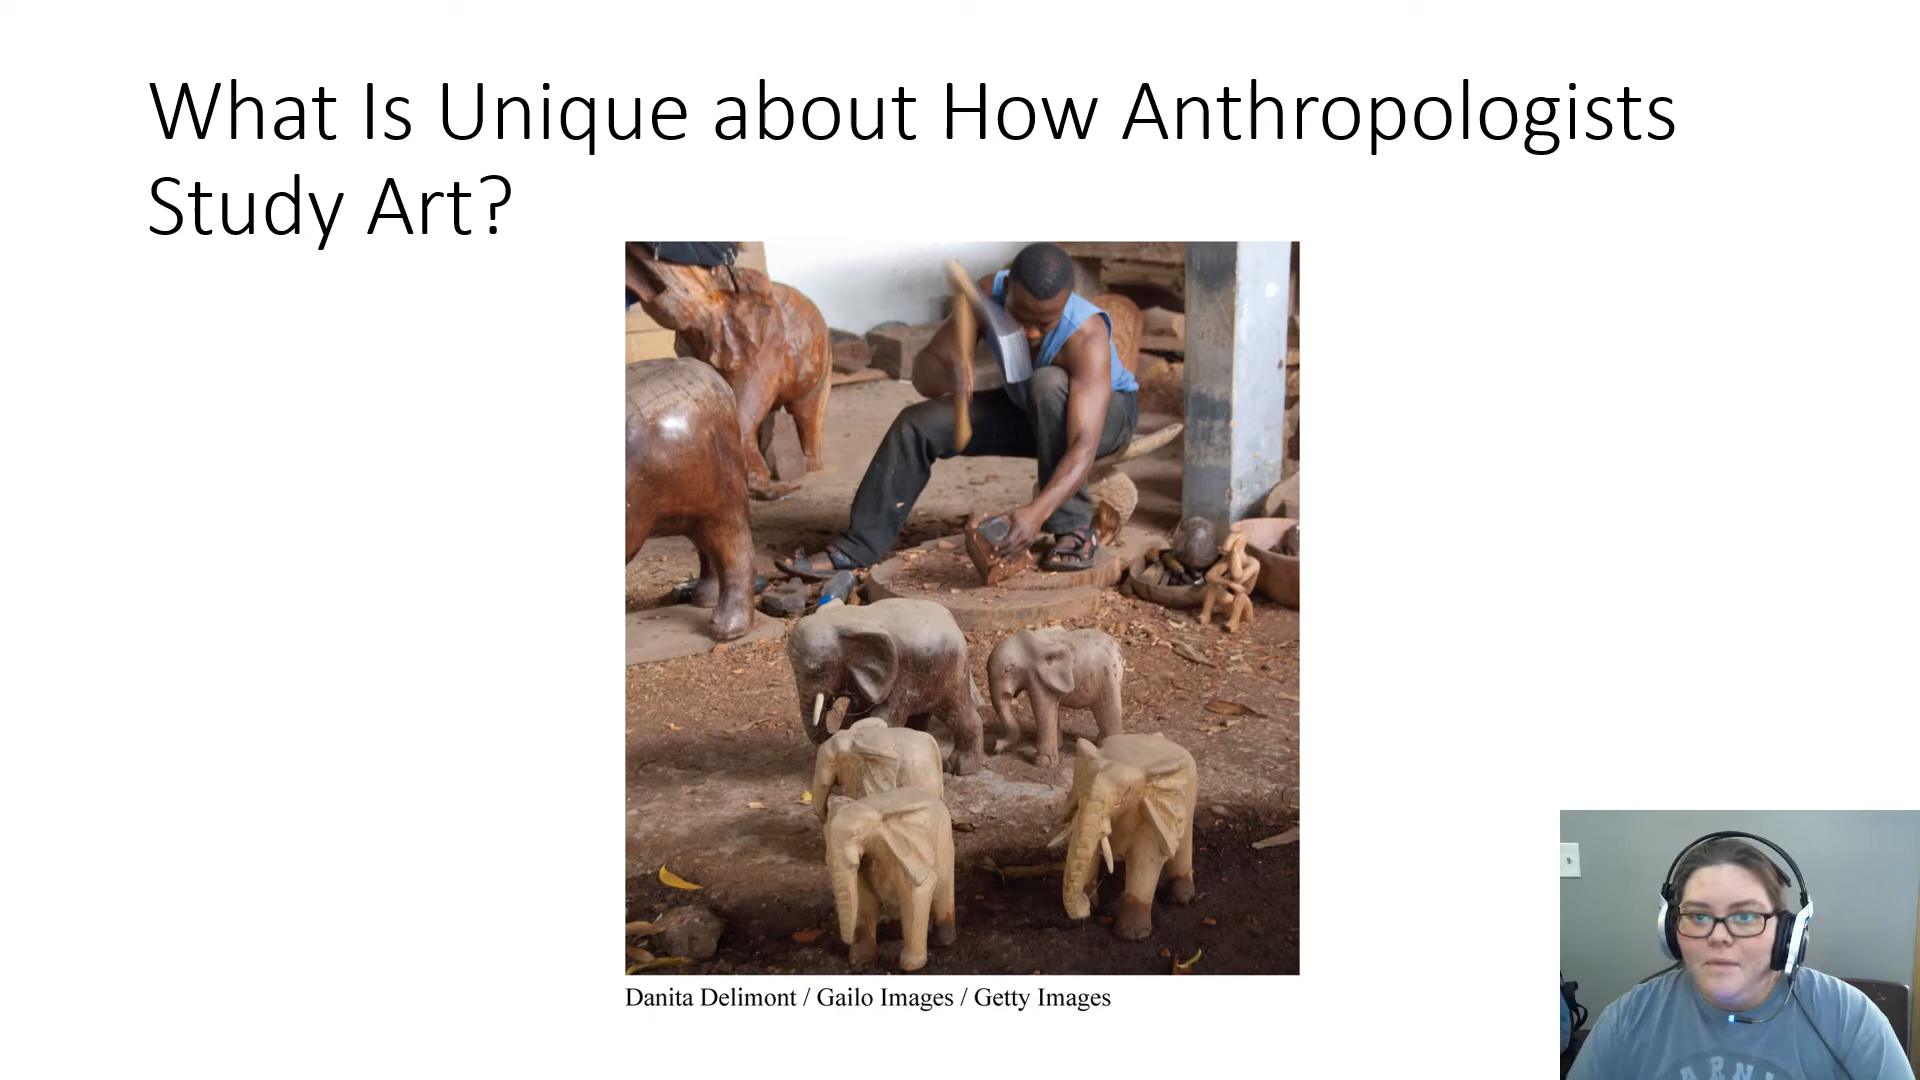 What Is Unique about How Anthropologists
Study Art?
Danita Delimont / Gailo Images / Getty Images